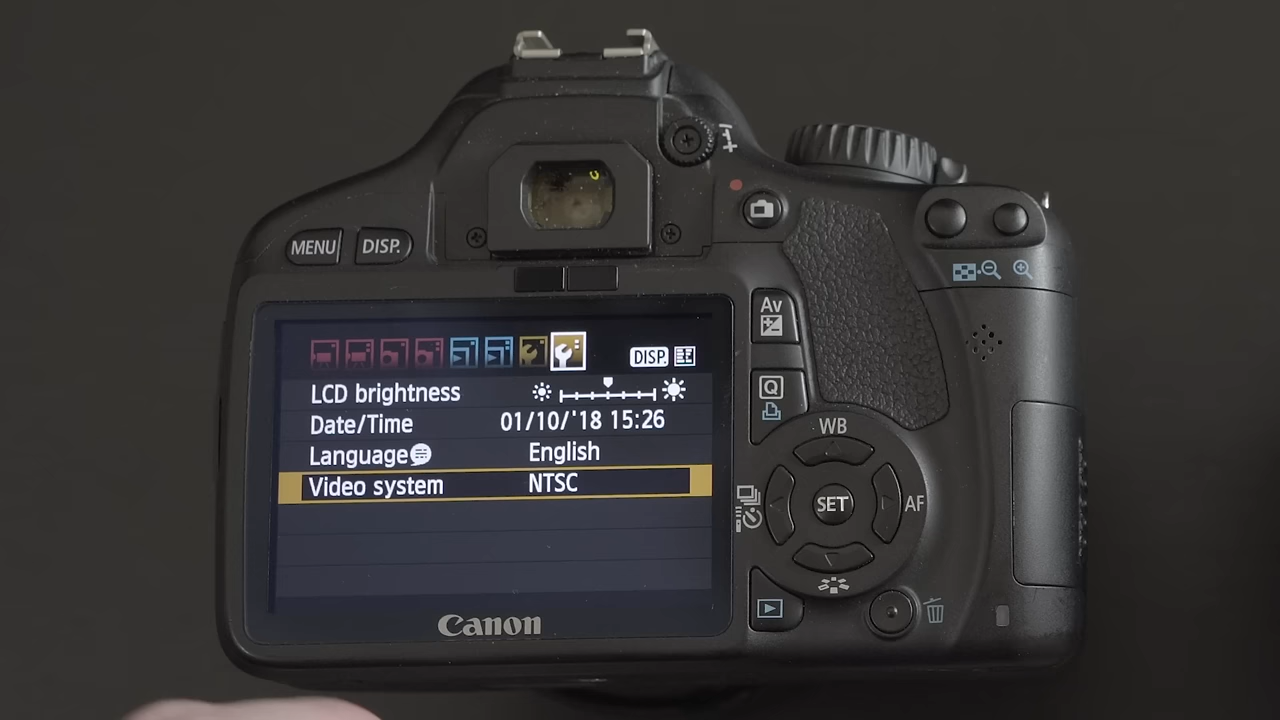 MENU DISP.
DISP.
LCD brightness
Date/Time 01/10/'18 15:26
Language English
Video system NTSC
Canon
Av
Q
WB
SET
AF